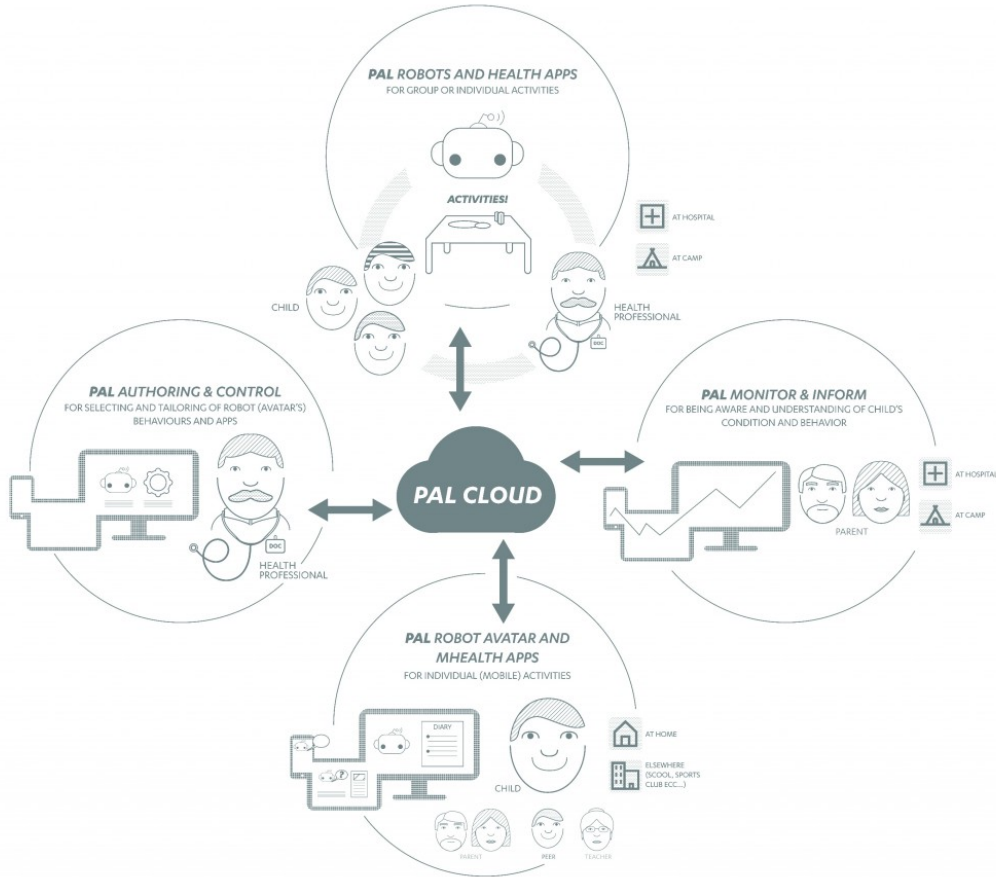 PAL ROBOTS AND HEALTH APPS
FOR GROUP OR INDIVIDUAL ACTIVITIES
ACTIVITIES!
AT HOSPITAL
AT CAMP
CHILD
HEALTH
PROFESSIONAL
DOC
PAL AUTHORING & CONTROL
FOR SELECTING AND TAILORING OF ROBOT (AVATAR'S)
BEHAVIOURS AND APPS
DOC
HEALTH
PROFESSIONAL
PAL CLOUD
PAL MONITOR & INFORM
FOR BEING AWARE AND UNDERSTANDING OF CHILD'S
CONDITION AND BEHAVIOR
PARENT
AT HOSPITAL
AT CAMP
PAL ROBOT AVATAR AND
MHEALTH APPS
FOR INDIVIDUAL (MOBILE) ACTIVITIES
DIARY
?
CHILD
AT HOME
ELSEWHERE
(SCOOL, SPORTS
CLUB ECC...)
PARENT
PEER
TEACHER